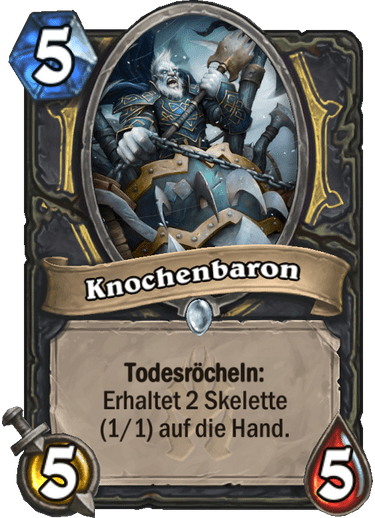 5
Knochenbaron
Todesröcheln:
Erhaltet 2 Skelette
(1/1) auf die Hand.
5
5